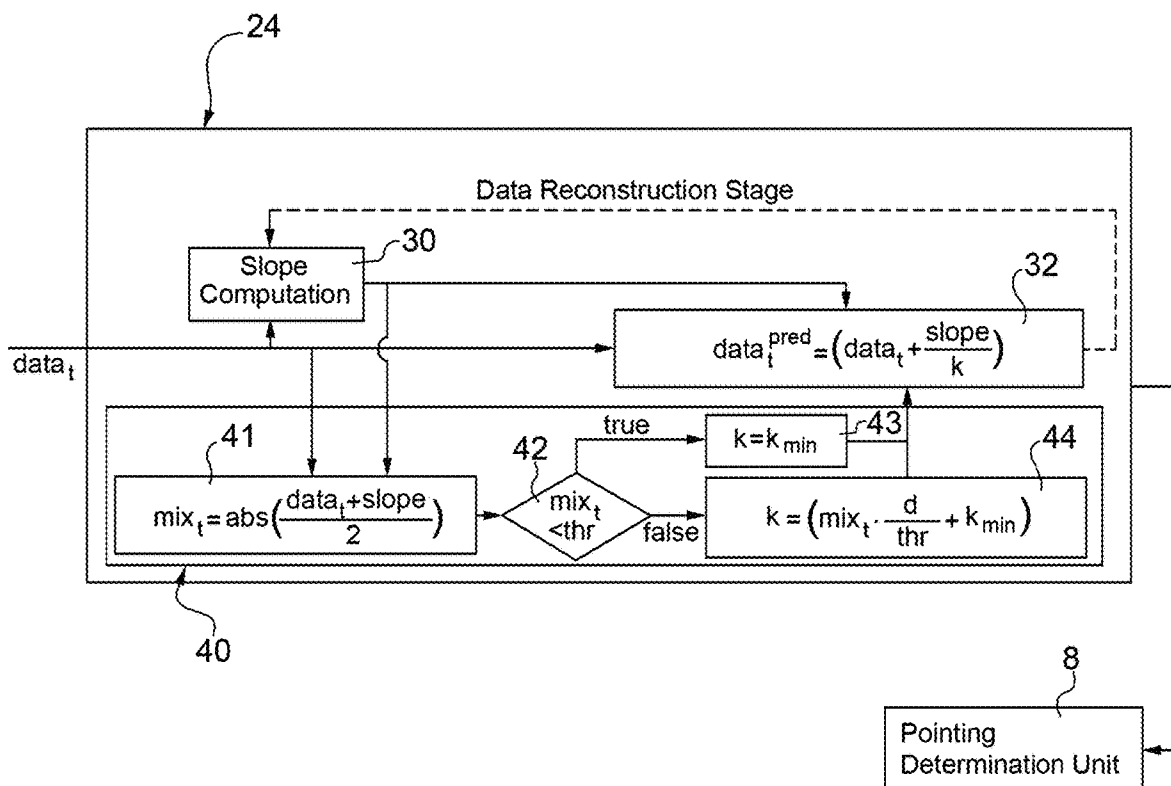 24
Data Reconstruction Stage
30
Slope
Computation
32
data_t^pred = (data_t + slope/k)
data_t
41
mix_t = abs((data_t+slope)/2)
42
mix_t
<thr
true
false
k=k_min
43
44
k = (mix_t · d/thr + k_min)
40
8
Pointing
Determination Unit